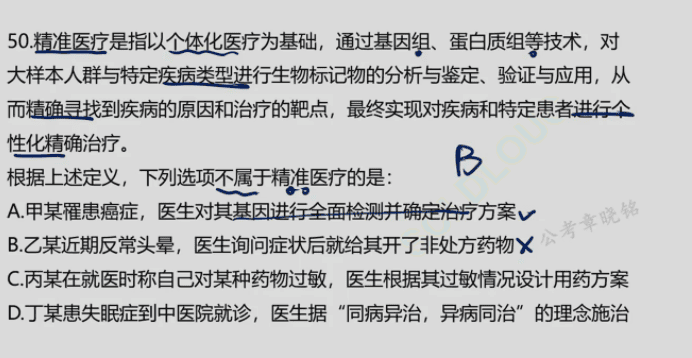 50.精准医疗是指以个体化医疗为基础，通过基因组、蛋白质组等技术，对
大样本人群与特定疾病类型进行生物标记物的分析与鉴定、验证与应用，从
而精确寻找到疾病的原因和治疗的靶点，最终实现对疾病和特定患者进行个
性化精确治疗。
B
根据上述定义，下列选项不属于精准医疗的是：
A.甲某罹患癌症，医生对其基因进行全面检测并确定治疗方案
B.乙某近期反常头晕，医生询问症状后就给其开了非处方药物
公考章晓铭
C.丙某在就医时称自己对某种药物过敏，医生根据其过敏情况设计用药方案
D.丁某患失眠症到中医院就诊，医生据“同病异治，异病同治”的理念施治